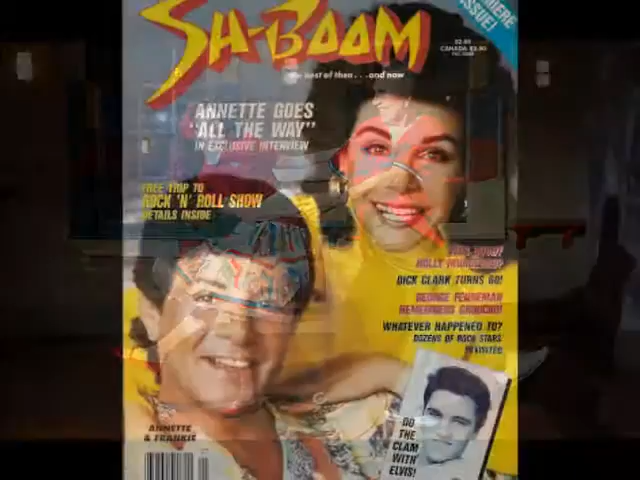 SH-BOOM
best of then...and now
ANNETTE GOES
"ALL THE WAY"
IN EXCLUSIVE INTERVIEW
FREE TRIP TO
ROCK 'N' ROLL SHOW
DETAILS INSIDE
HOLLY
DICK CLARK TURNS 60!
GEORGE FENNEMAN
REMEMBERS GROUCHO!
WHATEVER HAPPENED TO?
DOZENS OF ROCK STARS
ANNETTE
& FRANKIE
DO
THE
CLAM
WITH
ELVIS!
ISSUE!
CANADA